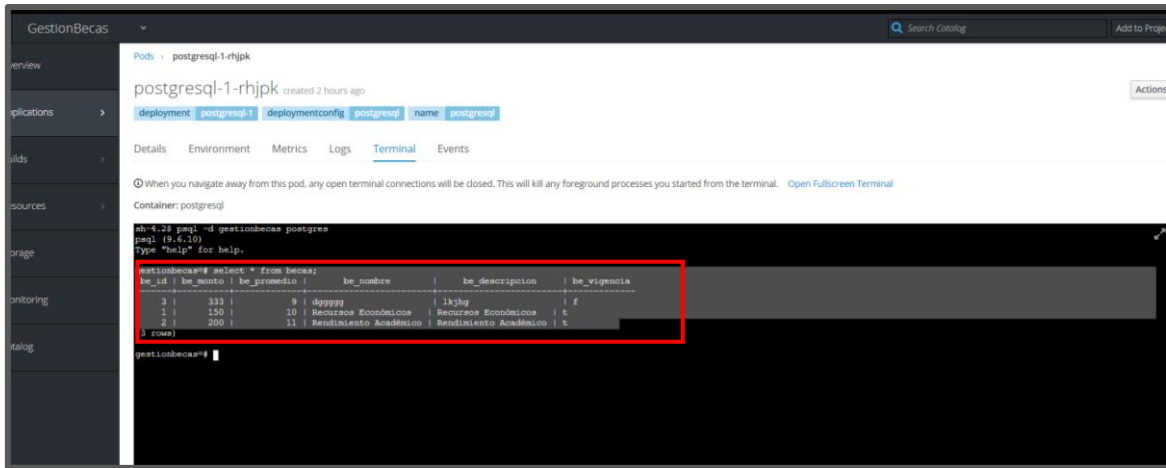 GestionBecas
Search Catalog
Add to Proje
erview
plications
ilds
sources
orage
onitoring
talog
Pods › postgresql-1-rhjpk
postgresql-1-rhjpk created 2 hours ago
Actions
deployment postgresql-1 deploymentconfig postgresql name postgresql
Details Environment Metrics Logs Terminal Events
When you navigate away from this pod, any open terminal connections will be closed. This will kill any foreground processes you started from the terminal. Open Fullscreen Terminal
Container: postgresql
sh-4.2$ psql -d gestionbecas postgres
psql (9.6.10)
Type "help" for help.
gestionbecas=# select * from becas;
be_id | be_monto | be_promedio | be_nombre | be_descripcion | be_vigencia
3 | 333 | 9 | dggggg | lkjhg | f
1 | 150 | 10 | Recursos Económicos | Recursos Económicos | t
2 | 200 | 11 | Rendimiento Académico | Rendimiento Académico | t
3 rows)
gestionbecas=#